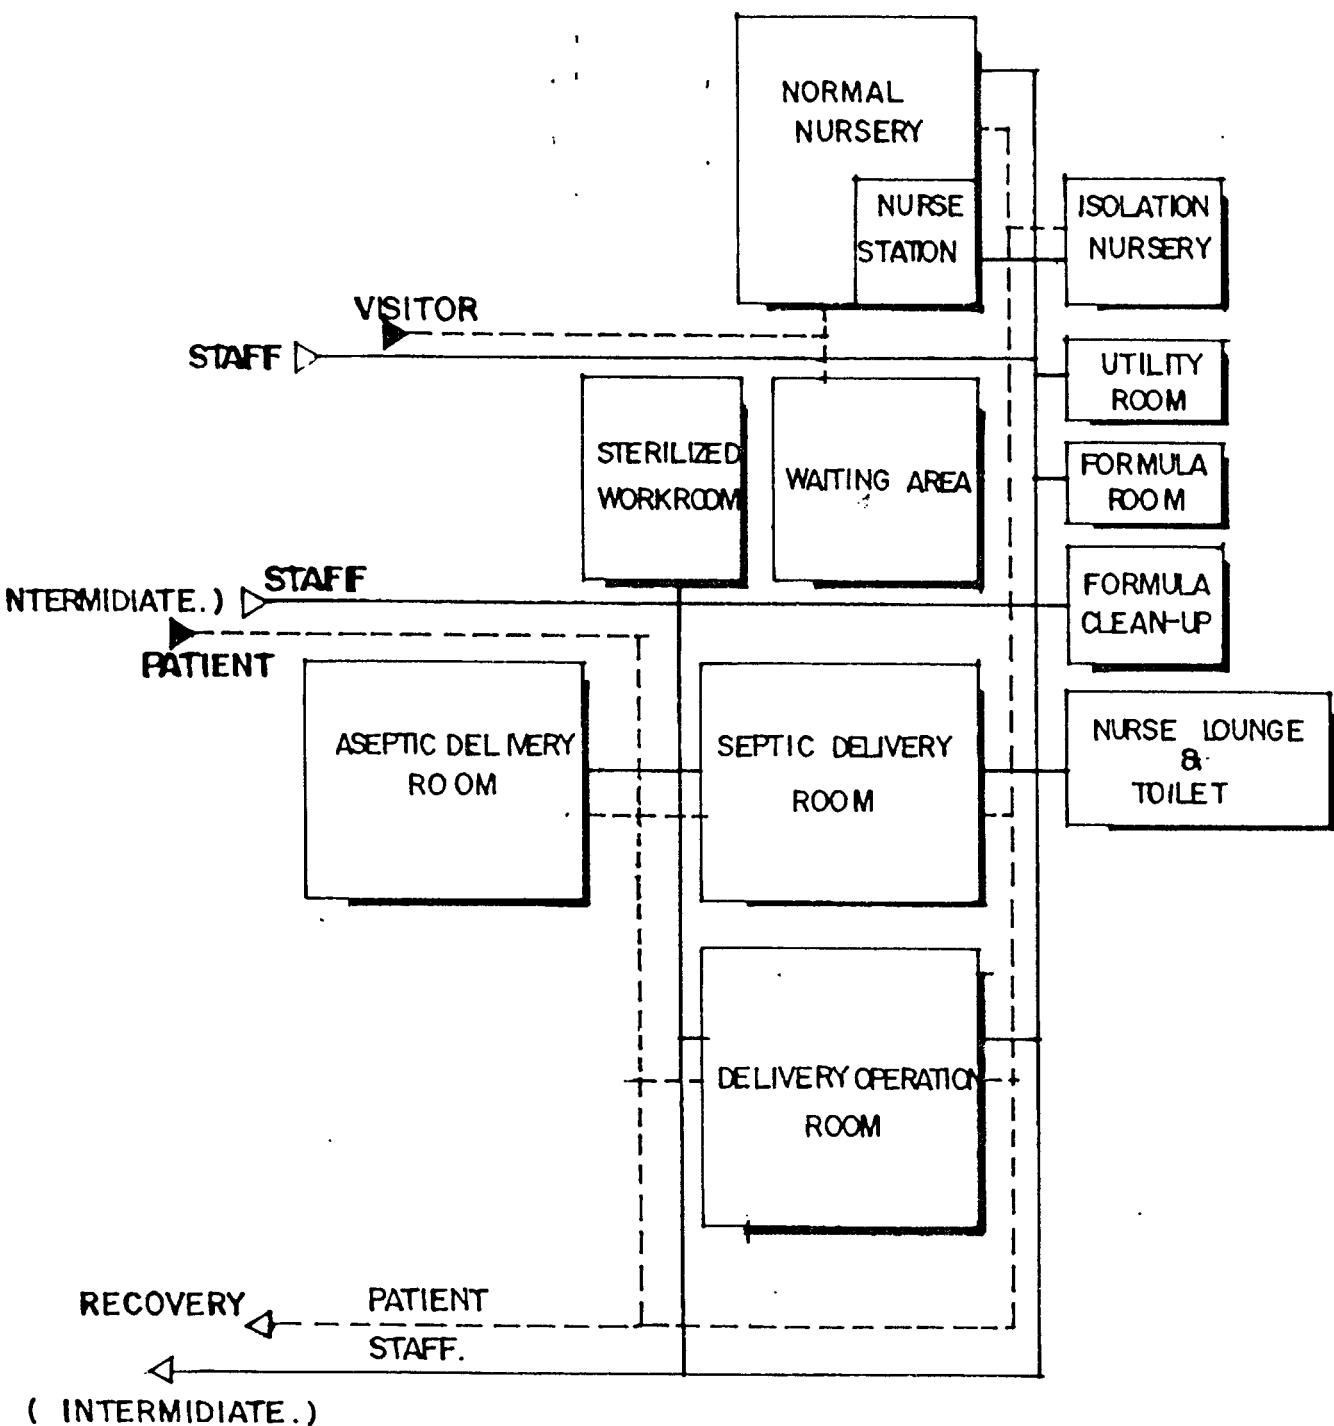 NORMAL
NURSERY
NURSE
STATION
ISOLATION
NURSERY
VISITOR
STAFF
UTILITY
ROOM
STERILIZED
WORKROOM
WAITING AREA
FORMULA
ROOM
STAFF
NTERMIDIATE.)
PATIENT
FORMULA
CLEAN-UP
ASEPTIC DELIVERY
ROOM
SEPTIC DELIVERY
ROOM
NURSE LOUNGE
&
TOILET
DELIVERY OPERATION
ROOM
RECOVERY
PATIENT
STAFF.
( INTERMIDIATE.)